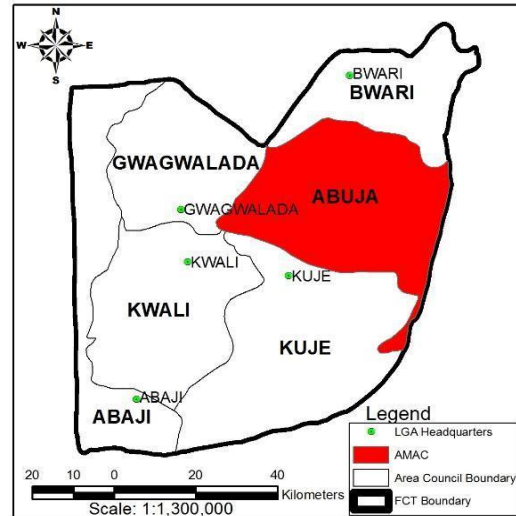 N
W E
S
BWARI
BWARI
GWAGWALADA
ABUJA
GWAGWALADA
KWALI
KUJE
KWALI
KUJE
ABAJI
ABAJI
Legend
LGA Headquarters
AMAC
Area Council Boundary
FCT Boundary
20 10 0 20 40
Kilometers
Scale: 1:1,300,000